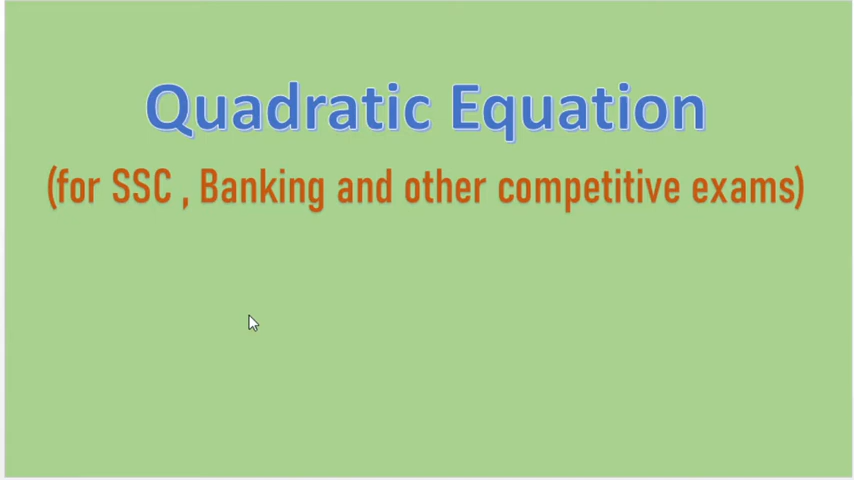 Quadratic Equation
(for SSC , Banking and other competitive exams)